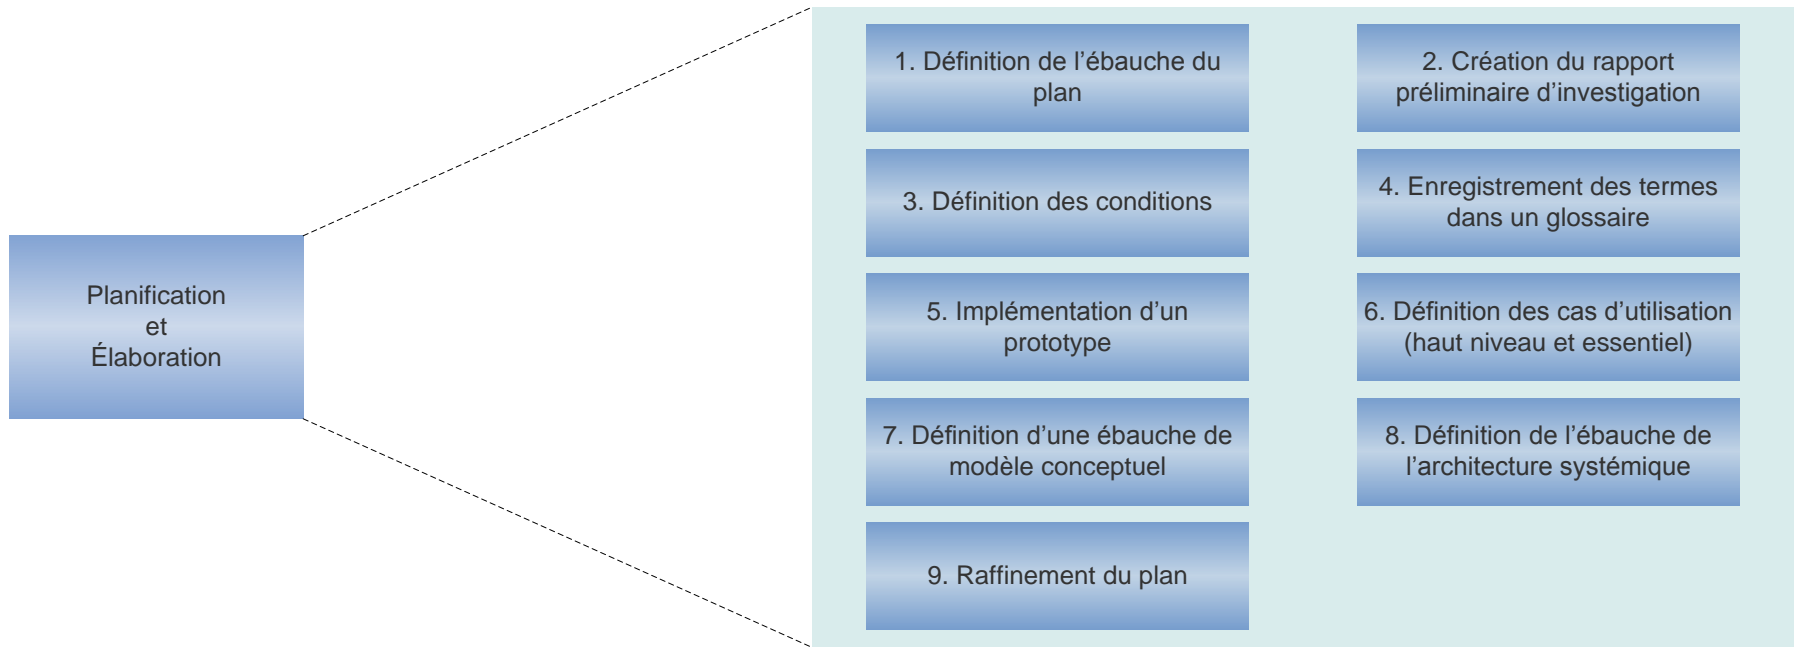 Planification
et
Élaboration
1. Définition de l’ébauche du
plan
2. Création du rapport
préliminaire d’investigation
3. Définition des conditions
4. Enregistrement des termes
dans un glossaire
5. Implémentation d’un
prototype
6. Définition des cas d’utilisation
(haut niveau et essentiel)
7. Définition d’une ébauche de
modèle conceptuel
8. Définition de l’ébauche de
l’architecture systémique
9. Raffinement du plan